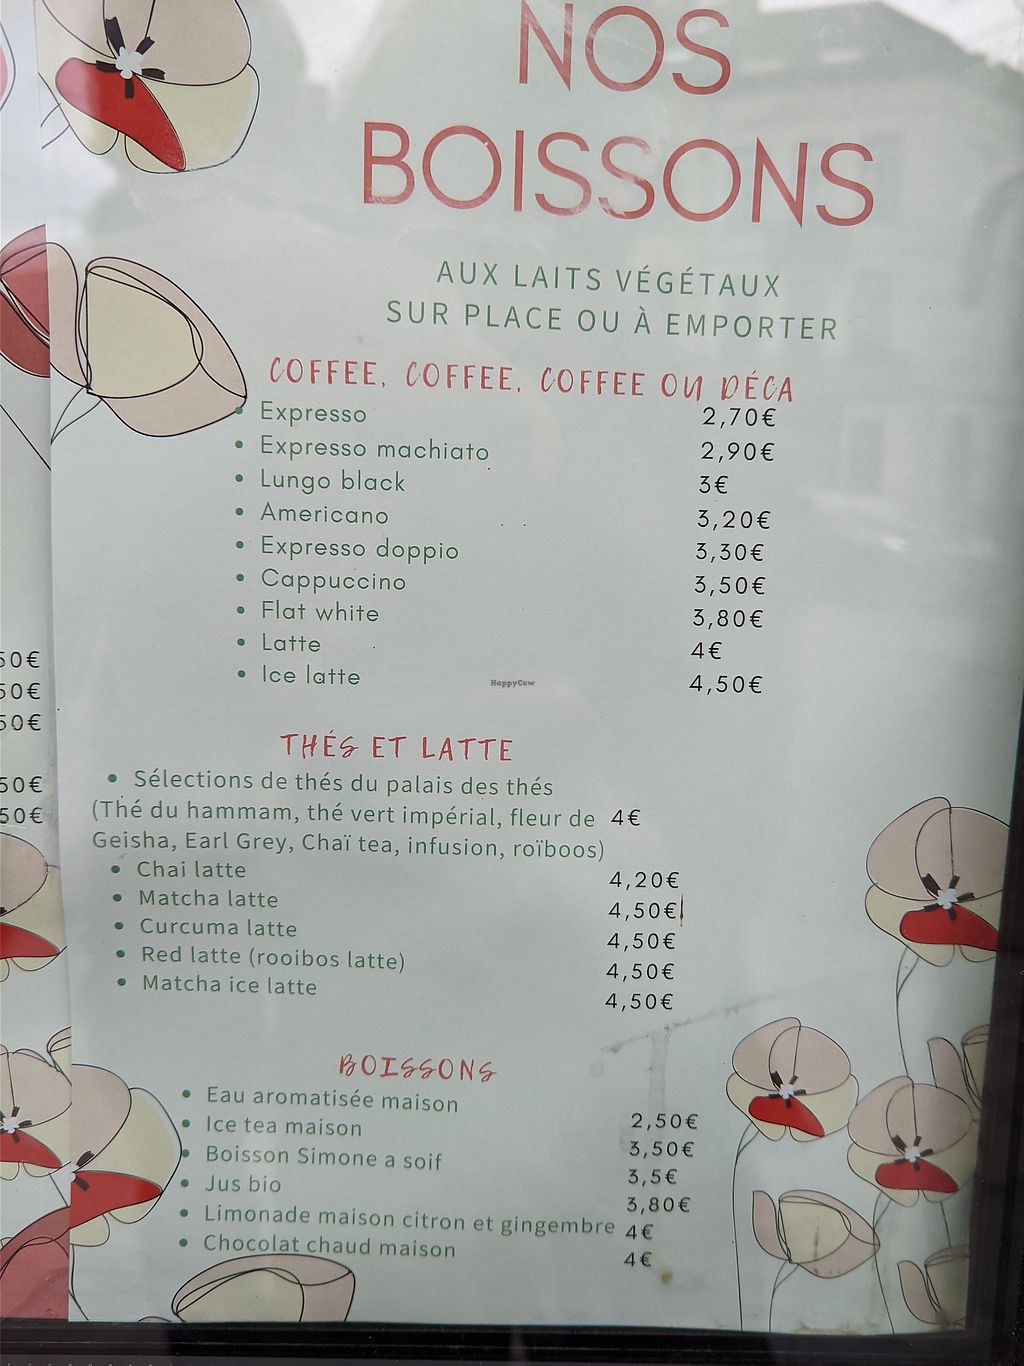 NOS
BOISSONS
AUX LAITS VÉGÉTAUX
SUR PLACE OU À EMPORTER
COFFEE, COFFEE, COFFEE OU DÉCA
• Expresso 2,70€
• Expresso machiato 2,90€
• Lungo black 3€
• Americano 3,20€
• Expresso doppio 3,30€
• Cappuccino 3,50€
• Flat white 3,80€
• Latte 4€
• Ice latte 4,50€
HappyCow
THÉS ET LATTE
• Sélections de thés du palais des thés
(Thé du hammam, thé vert impérial, fleur de 4€
Geisha, Earl Grey, Chaï tea, infusion, roïboos)
• Chai latte 4,20€
• Matcha latte 4,50€
• Curcuma latte 4,50€
• Red latte (rooibos latte) 4,50€
• Matcha ice latte 4,50€
BOISSONS
• Eau aromatisée maison 2,50€
• Ice tea maison 3,50€
• Boisson Simone a soif 3,5€
• Jus bio 3,80€
• Limonade maison citron et gingembre 4€
• Chocolat chaud maison 4€
50€
50€
50€
50€
50€